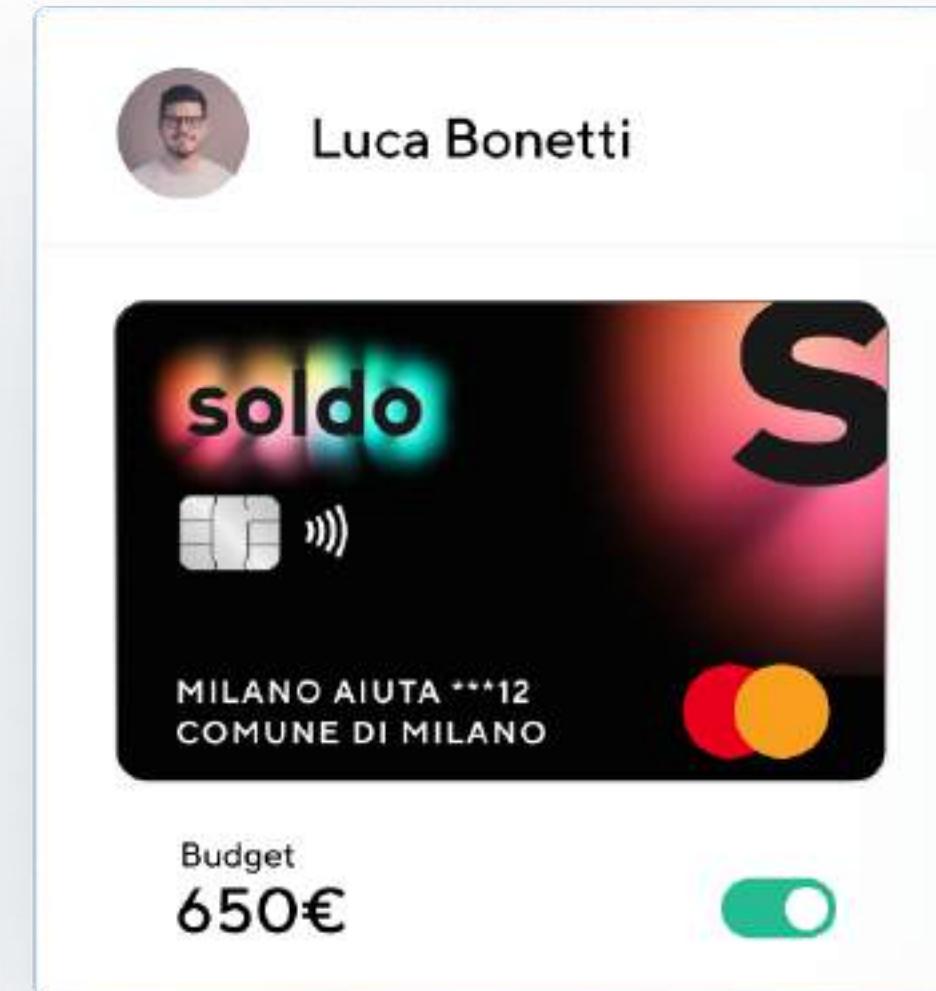 Luca Bonetti
soldo
S
MILANO AIUTA ***12
COMUNE DI MILANO
Budget
650€